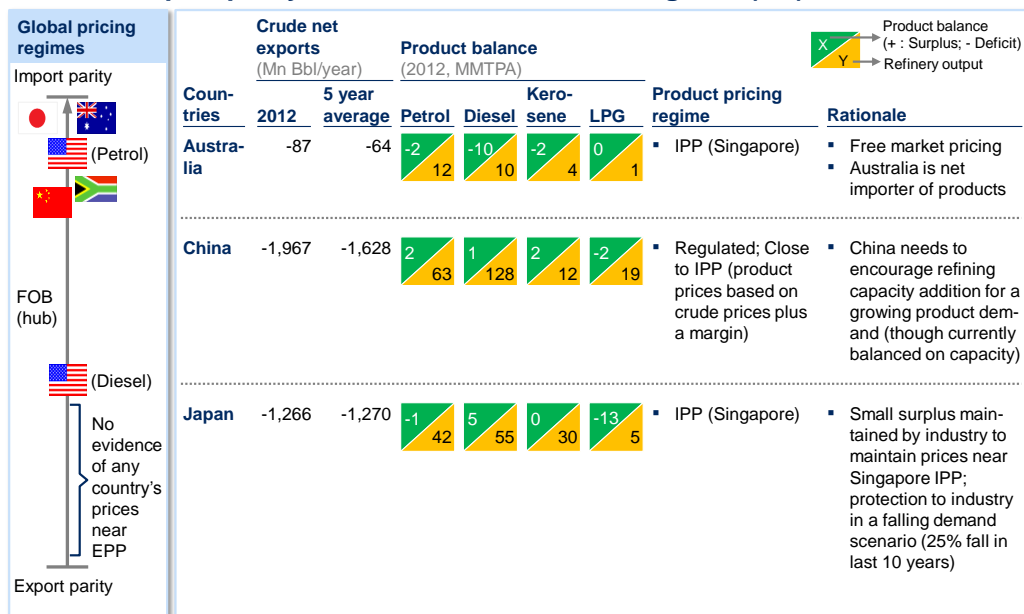 Global pricing
regimes
Import parity
(Petrol)
FOB
(hub)
(Diesel)
No
evidence
of any
country's
prices
near
EPP
Export parity
Crude net
exports
(Mn Bbl/year)
Product balance
(2012, MMTPA)
X
Y
Product balance
(+ : Surplus; - Deficit)
Refinery output
Coun-
tries
2012
5 year
average
Petrol
Diesel
Kero-
sene
LPG
Product pricing
regime
Rationale
Austra-
lia
-87
-64
-2
12
-10
10
-2
4
0
1
▪ IPP (Singapore)
▪ Free market pricing
▪ Australia is net
importer of products
China
-1,967
-1,628
2
63
1
128
2
12
-2
19
▪ Regulated; Close
to IPP (product
prices based on
crude prices plus
a margin)
▪ China needs to
encourage refining
capacity addition for a
growing product dem-
and (though currently
balanced on capacity)
Japan
-1,266
-1,270
-1
42
5
55
0
30
-13
5
▪ IPP (Singapore)
▪ Small surplus main-
tained by industry to
maintain prices near
Singapore IPP;
protection to industry
in a falling demand
scenario (25% fall in
last 10 years)